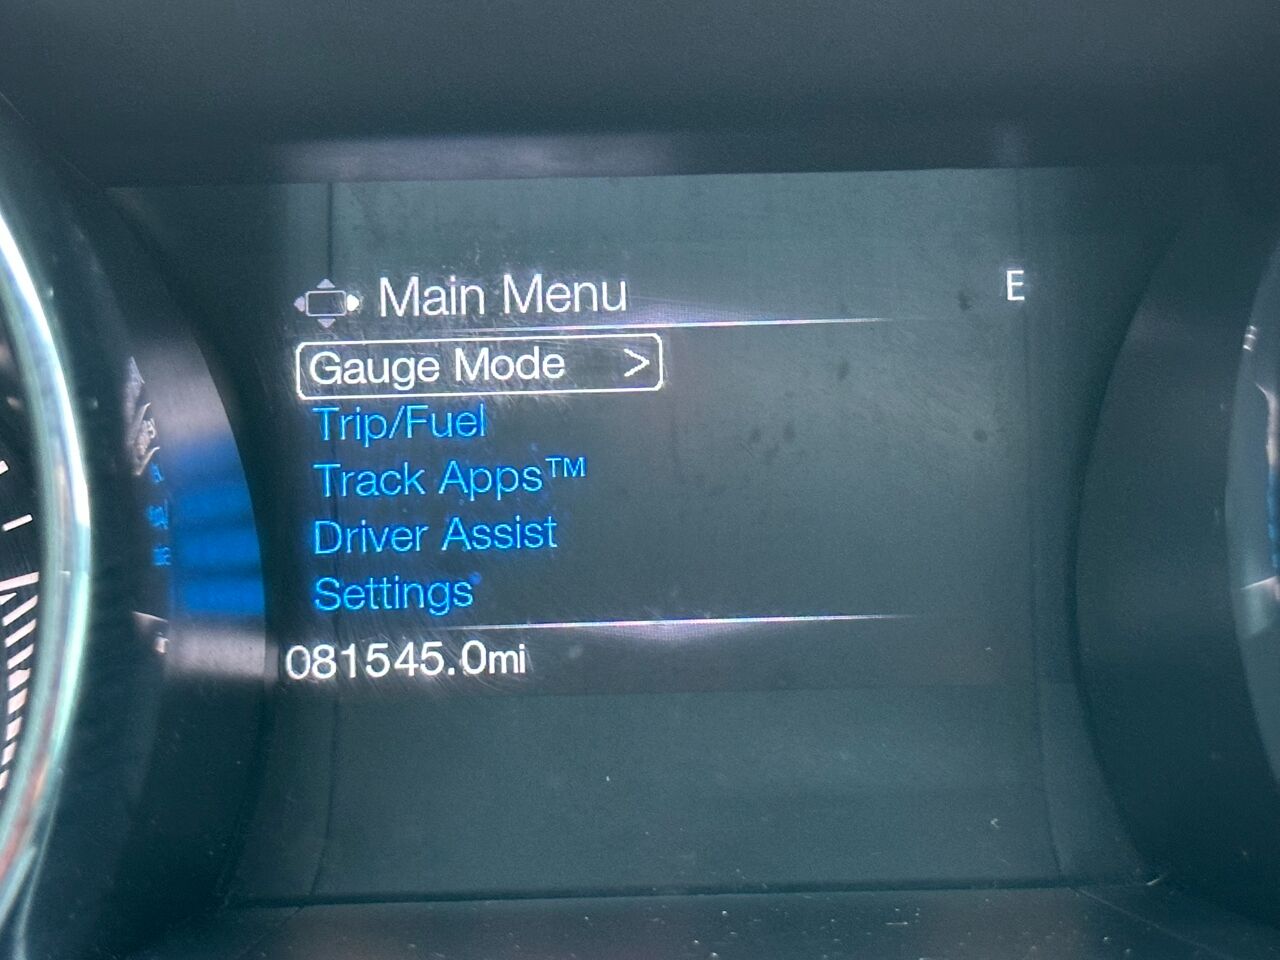 Main Menu
E
Gauge Mode >
Trip/Fuel
Track Apps™
Driver Assist
Settings
081545.0mi